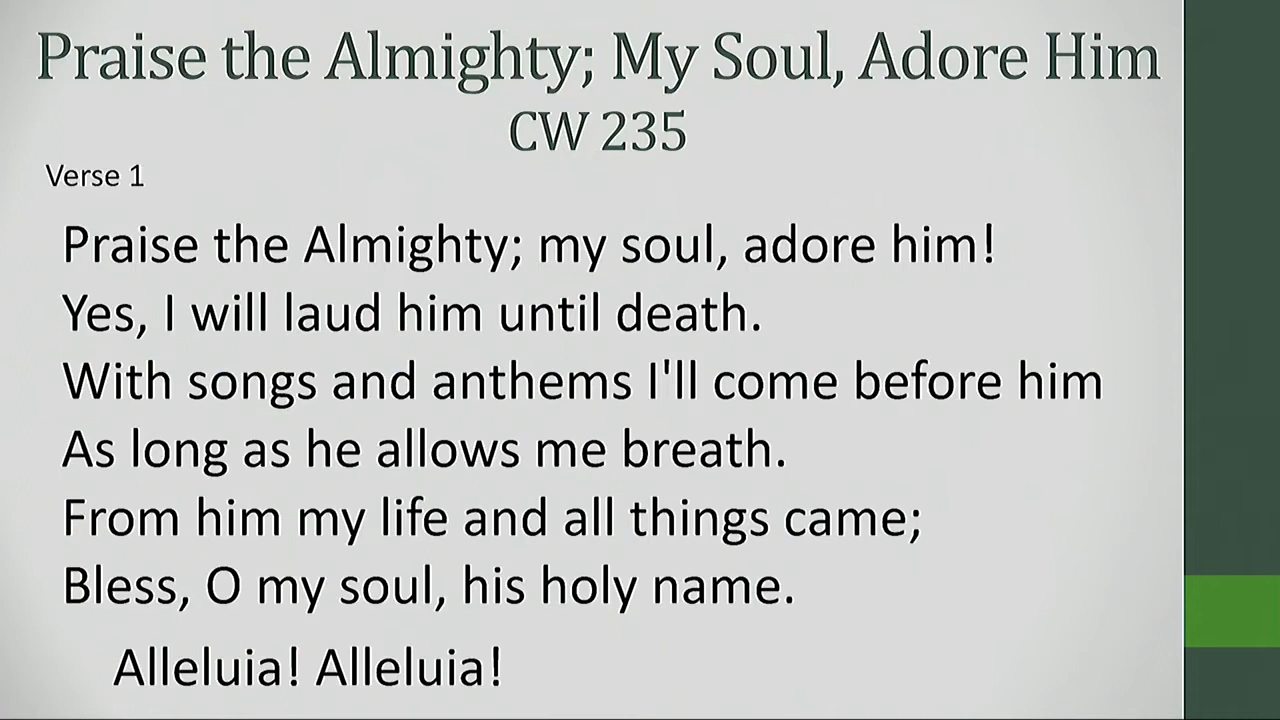 Praise the Almighty; My Soul, Adore Him
CW 235
Verse 1
Praise the Almighty; my soul, adore him!
Yes, I will laud him until death.
With songs and anthems I'll come before him
As long as he allows me breath.
From him my life and all things came;
Bless, O my soul, his holy name.
Alleluia! Alleluia!